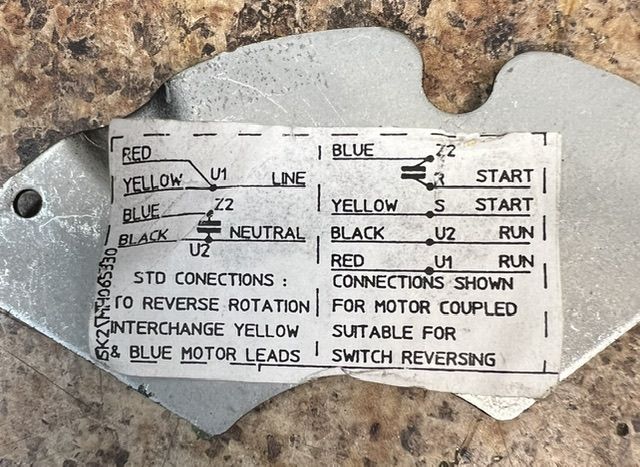 RED
YELLOW U1 LINE
BLUE Z2
BLACK NEUTRAL
U2
STD CONECTIONS :
TO REVERSE ROTATION
INTERCHANGE YELLOW
& BLUE MOTOR LEADS
BLUE Z2
R START
YELLOW S START
BLACK U2 RUN
RED U1 RUN
CONNECTIONS SHOWN
FOR MOTOR COUPLED
SUITABLE FOR
SWITCH REVERSING